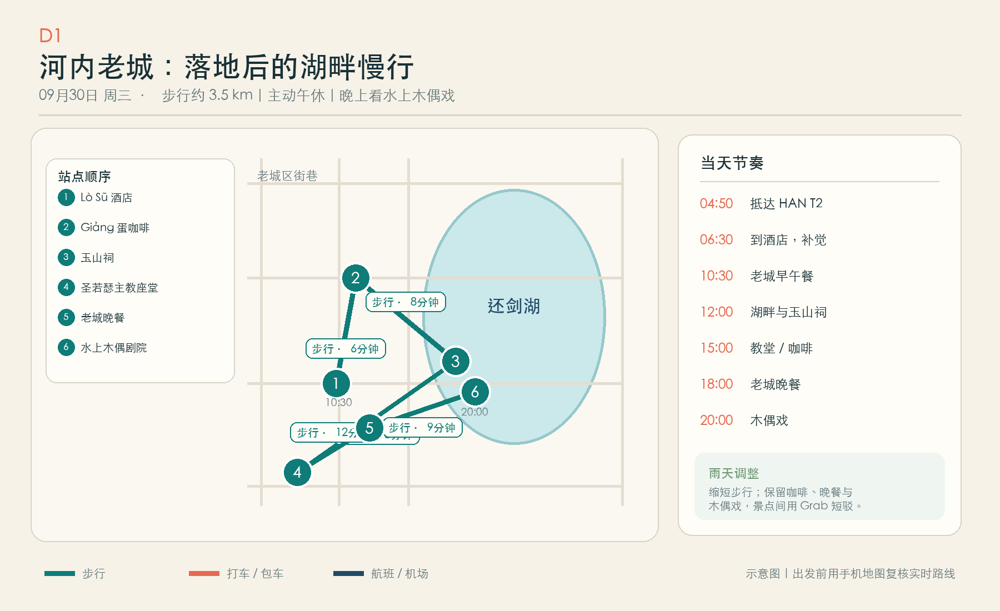 D1
河内老城：落地后的湖畔慢行
09月30日 周三 · 步行约 3.5 km | 主动午休 | 晚上看水上木偶戏
站点顺序
1 Lò Sũ 酒店
2 Giảng 蛋咖啡
3 玉山祠
4 圣若瑟主教座堂
5 老城晚餐
6 水上木偶剧院
老城区街巷
2
步行 · 8分钟
还剑湖
步行 · 6分钟
3
1
10:30
6
20:00
步行 · 12分
5
步行 · 9分钟
4
当天节奏
04:50 抵达 HAN T2
06:30 到酒店，补觉
10:30 老城早午餐
12:00 湖畔与玉山祠
15:00 教堂 / 咖啡
18:00 老城晚餐
20:00 木偶戏
雨天调整
缩短步行；保留咖啡、晚餐与
木偶戏，景点间用 Grab 短驳。
步行
打车 / 包车
航班 / 机场
示意图 | 出发前用手机地图复核实时路线